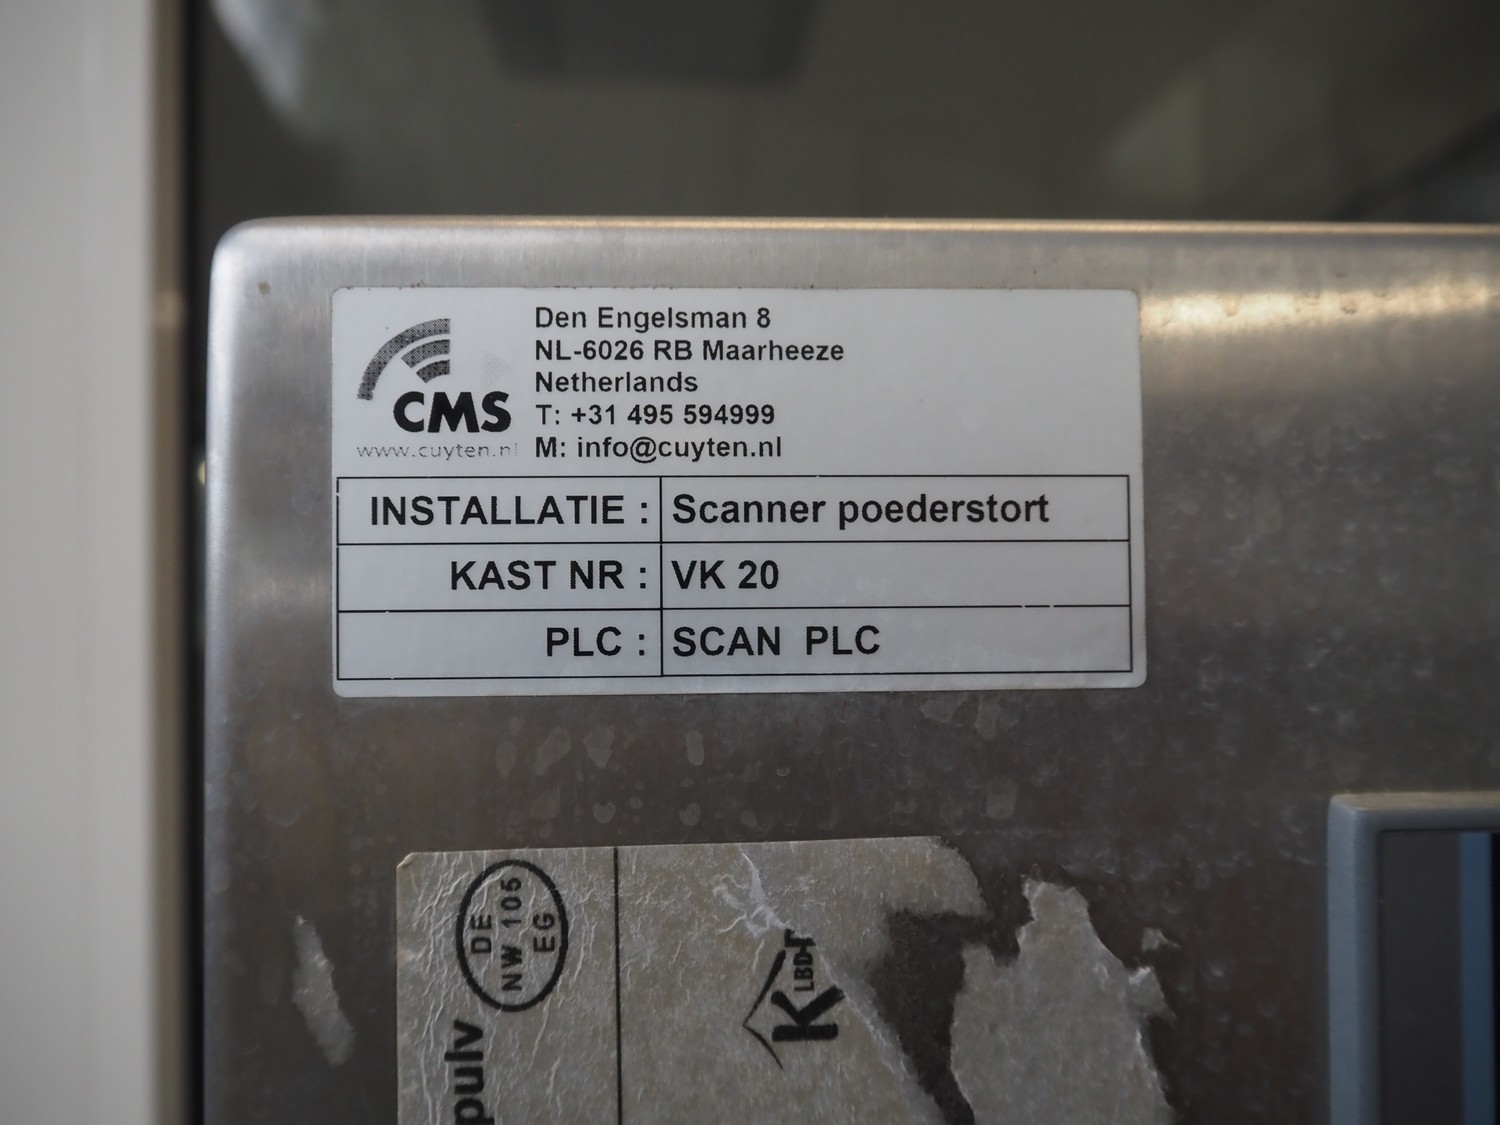 CMS
www.cuyten.nl
Den Engelsman 8
NL-6026 RB Maarheeze
Netherlands
T: +31 495 594999
M: info@cuyten.nl
INSTALLATIE : Scanner poederstort
KAST NR : VK 20
PLC : SCAN PLC
DE
NW 105
EG
pulv
K